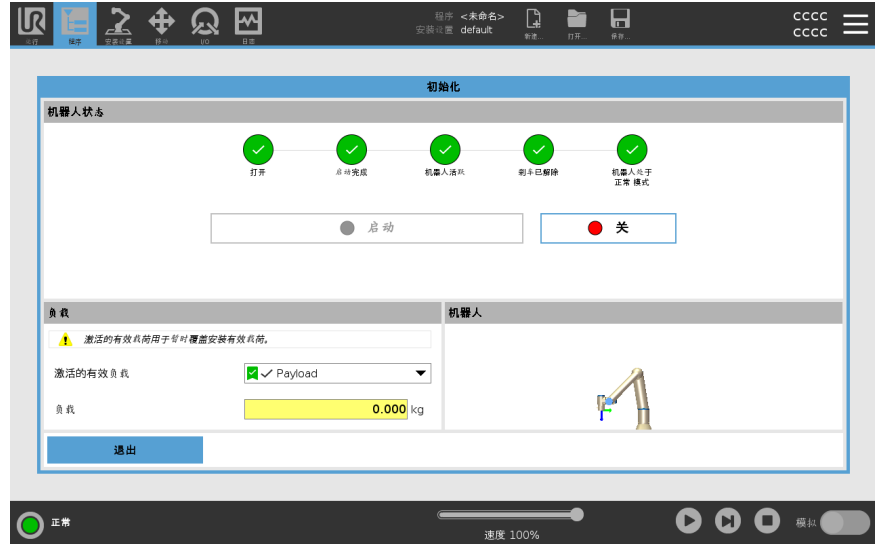 UR
程序 <未命名>
安装设置 default
cccc
cccc
运行 程序 安装设置 移动 I/O 日志 新建... 打开... 保存...
初始化
机器人状态
打开 启动完成 机器人活跃 刹车已解除 机器人处于
正常 模式
启动 关
负载 机器人
激活的有效载荷用于暂时覆盖安装有效载荷。
激活的有效负载 Payload
负载 0.000 kg
退出
正常
速度 100%
模拟